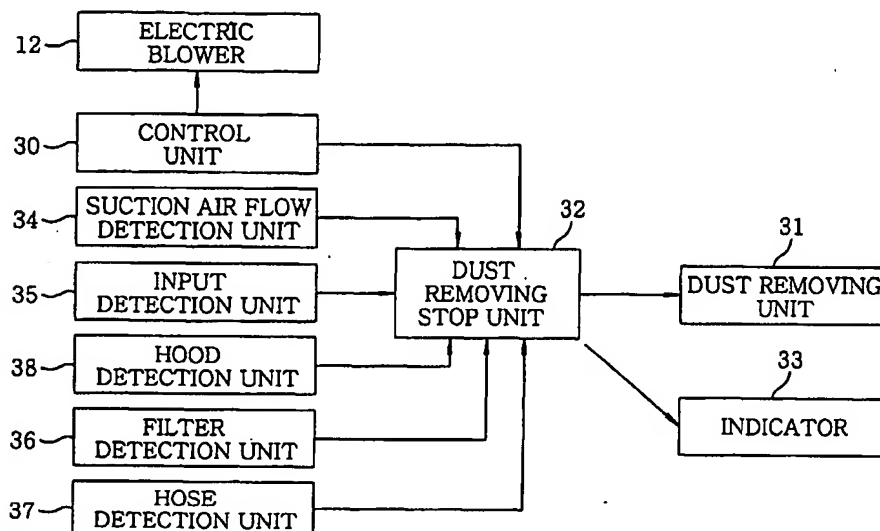 12
ELECTRIC
BLOWER
30
CONTROL
UNIT
34
SUCTION AIR FLOW
DETECTION UNIT
35
INPUT
DETECTION UNIT
38
HOOD
DETECTION UNIT
36
FILTER
DETECTION UNIT
37
HOSE
DETECTION UNIT
32
DUST
REMOVING
STOP UNIT
31
DUST REMOVING
UNIT
33
INDICATOR